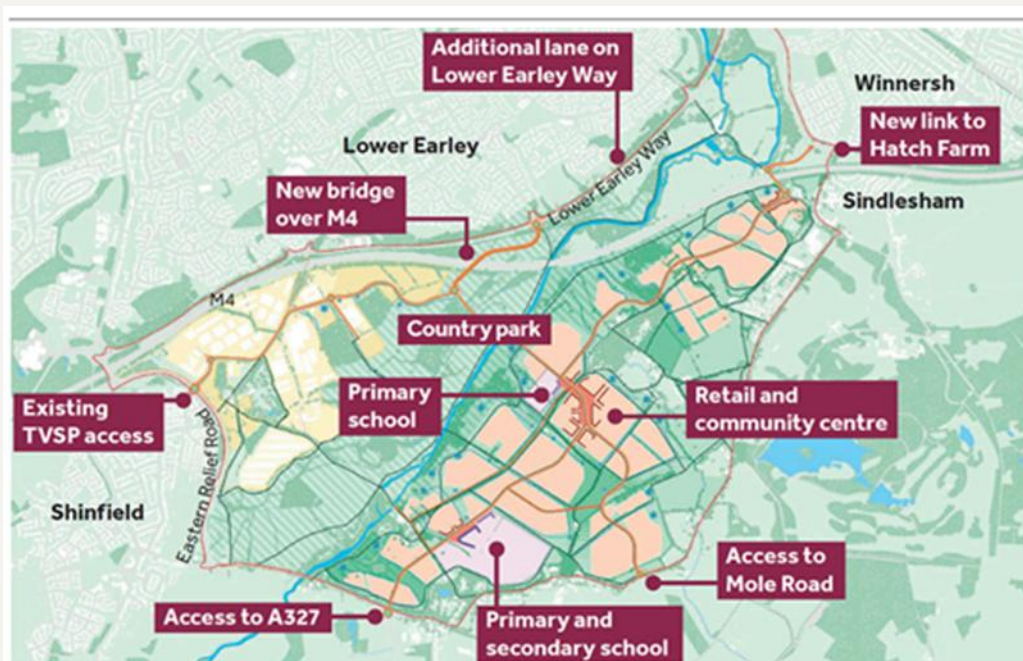 Additional lane on
Lower Earley Way
Winnersh
New link to
Hatch Farm
Lower Earley
Lower Earley Way
New bridge
over M4
Sindlesham
M4
Country park
Primary
school
Retail and
community centre
Existing
TVSP access
Eastern Relief Road
Shinfield
Access to
Mole Road
Access to A327
Primary and
secondary school